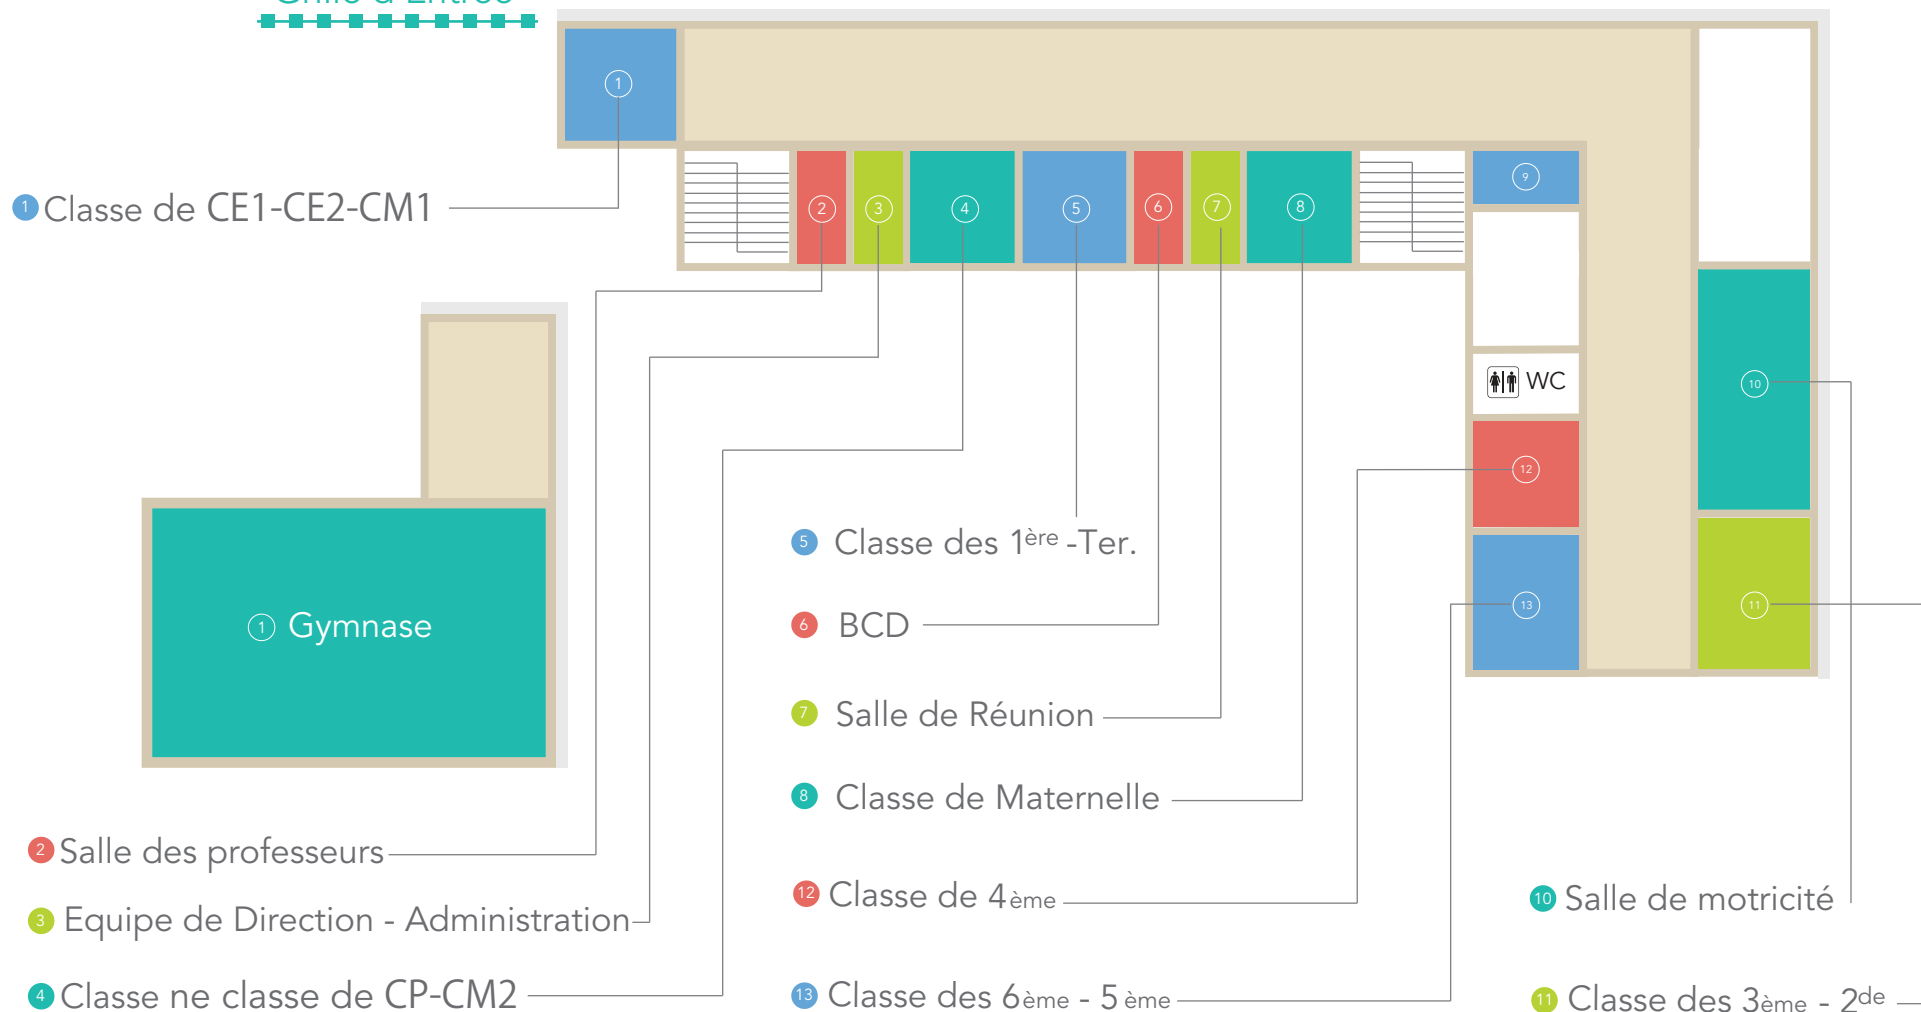 Grille d'Entrée
1
1 Classe de CE1-CE2-CM1
2
3
4
5
6
7
8
9
WC
10
12
13
11
1 Gymnase
5 Classe des 1ère -Ter.
6 BCD
7 Salle de Réunion
8 Classe de Maternelle
2 Salle des professeurs
12 Classe de 4ème
10 Salle de motricité
3 Equipe de Direction - Administration
4 Classe ne classe de CP-CM2
13 Classe des 6ème - 5 ème
11 Classe des 3ème - 2de